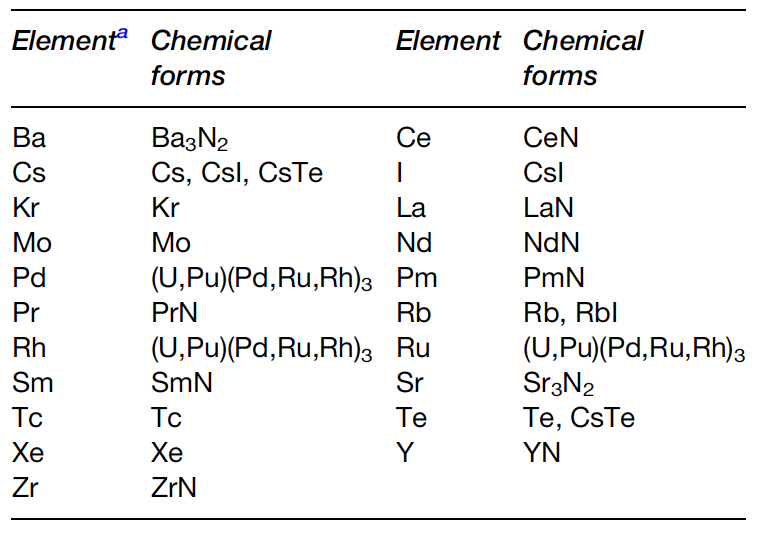 Elementᵃ Chemical forms Element Chemical forms
Ba Ba₃N₂ Ce CeN
Cs Cs, CsI, CsTe I CsI
Kr Kr La LaN
Mo Mo Nd NdN
Pd (U,Pu)(Pd,Ru,Rh)₃ Pm PmN
Pr PrN Rb Rb, RbI
Rh (U,Pu)(Pd,Ru,Rh)₃ Ru (U,Pu)(Pd,Ru,Rh)₃
Sm SmN Sr Sr₃N₂
Tc Tc Te Te, CsTe
Xe Xe Y YN
Zr ZrN